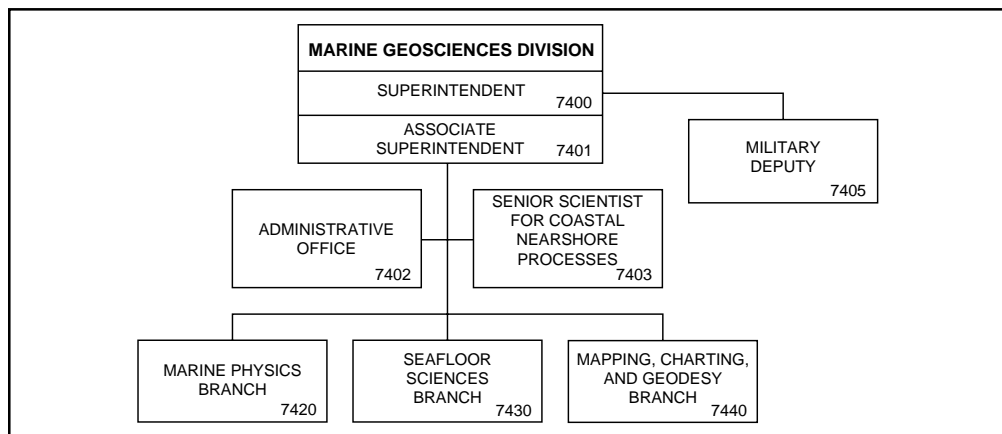 MARINE GEOSCIENCES DIVISION
SUPERINTENDENT
7400
ASSOCIATE
SUPERINTENDENT
7401
MILITARY
DEPUTY
7405
ADMINISTRATIVE
OFFICE
7402
SENIOR SCIENTIST
FOR COASTAL
NEARSHORE
PROCESSES
7403
MARINE PHYSICS
BRANCH
7420
SEAFLOOR
SCIENCES
BRANCH
7430
MAPPING, CHARTING,
AND GEODESY
BRANCH
7440